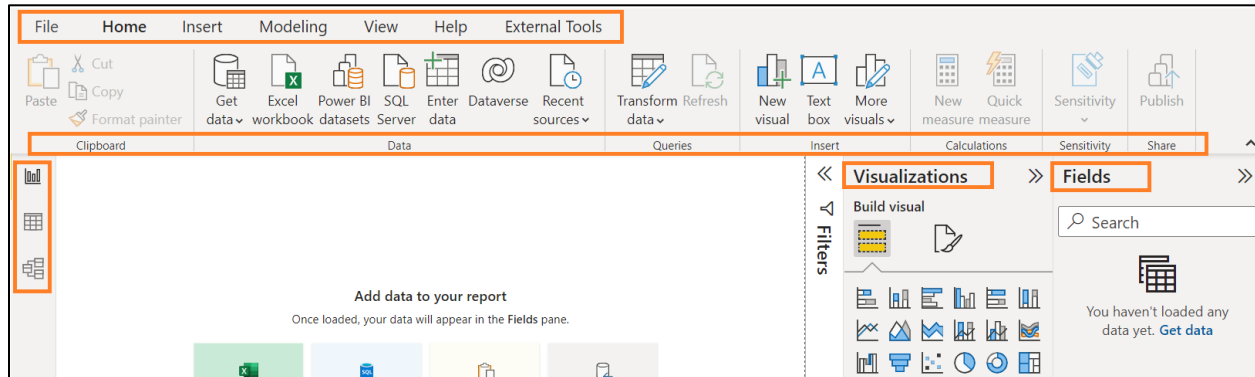 File Home Insert Modeling View Help External Tools
Paste
Cut
Copy
Format painter
Get data
Excel workbook
Power BI datasets
SQL Server
Enter data
Dataverse
Recent sources
Transform data
Refresh
New visual
Text box
More visuals
New measure
Quick measure
Sensitivity
Publish
Clipboard Data Queries Insert Calculations Sensitivity Share
Filters
Visualizations
Build visual
Fields
Search
You haven't loaded any
data yet. Get data
Add data to your report
Once loaded, your data will appear in the Fields pane.
SQL